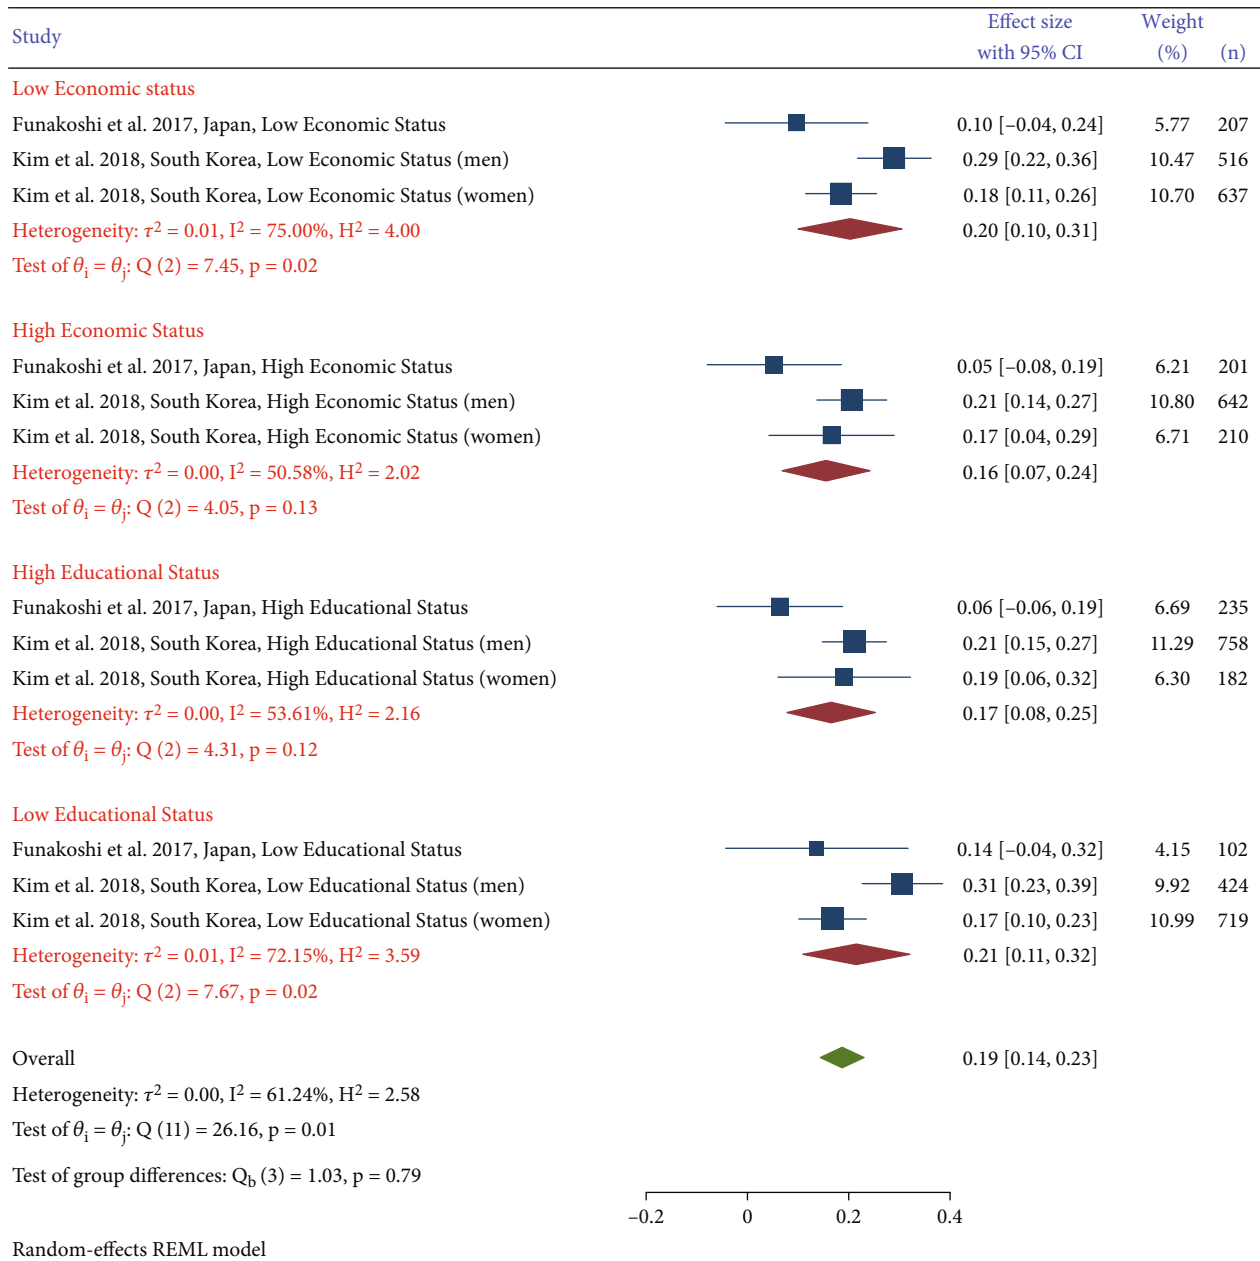 Study Effect size with 95% CI Weight (%) (n)
Low Economic status
Funakoshi et al. 2017, Japan, Low Economic Status 0.10 [–0.04, 0.24] 5.77 207
Kim et al. 2018, South Korea, Low Economic Status (men) 0.29 [0.22, 0.36] 10.47 516
Kim et al. 2018, South Korea, Low Economic Status (women) 0.18 [0.11, 0.26] 10.70 637
Heterogeneity: τ² = 0.01, I² = 75.00%, H² = 4.00 0.20 [0.10, 0.31]
Test of θi = θj: Q (2) = 7.45, p = 0.02
High Economic Status
Funakoshi et al. 2017, Japan, High Economic Status 0.05 [–0.08, 0.19] 6.21 201
Kim et al. 2018, South Korea, High Economic Status (men) 0.21 [0.14, 0.27] 10.80 642
Kim et al. 2018, South Korea, High Economic Status (women) 0.17 [0.04, 0.29] 6.71 210
Heterogeneity: τ² = 0.00, I² = 50.58%, H² = 2.02 0.16 [0.07, 0.24]
Test of θi = θj: Q (2) = 4.05, p = 0.13
High Educational Status
Funakoshi et al. 2017, Japan, High Educational Status 0.06 [–0.06, 0.19] 6.69 235
Kim et al. 2018, South Korea, High Educational Status (men) 0.21 [0.15, 0.27] 11.29 758
Kim et al. 2018, South Korea, High Educational Status (women) 0.19 [0.06, 0.32] 6.30 182
Heterogeneity: τ² = 0.00, I² = 53.61%, H² = 2.16 0.17 [0.08, 0.25]
Test of θi = θj: Q (2) = 4.31, p = 0.12
Low Educational Status
Funakoshi et al. 2017, Japan, Low Educational Status 0.14 [–0.04, 0.32] 4.15 102
Kim et al. 2018, South Korea, Low Educational Status (men) 0.31 [0.23, 0.39] 9.92 424
Kim et al. 2018, South Korea, Low Educational Status (women) 0.17 [0.10, 0.23] 10.99 719
Heterogeneity: τ² = 0.01, I² = 72.15%, H² = 3.59 0.21 [0.11, 0.32]
Test of θi = θj: Q (2) = 7.67, p = 0.02
Overall 0.19 [0.14, 0.23]
Heterogeneity: τ² = 0.00, I² = 61.24%, H² = 2.58
Test of θi = θj: Q (11) = 26.16, p = 0.01
Test of group differences: Qb (3) = 1.03, p = 0.79
–0.2 0 0.2 0.4
Random-effects REML model